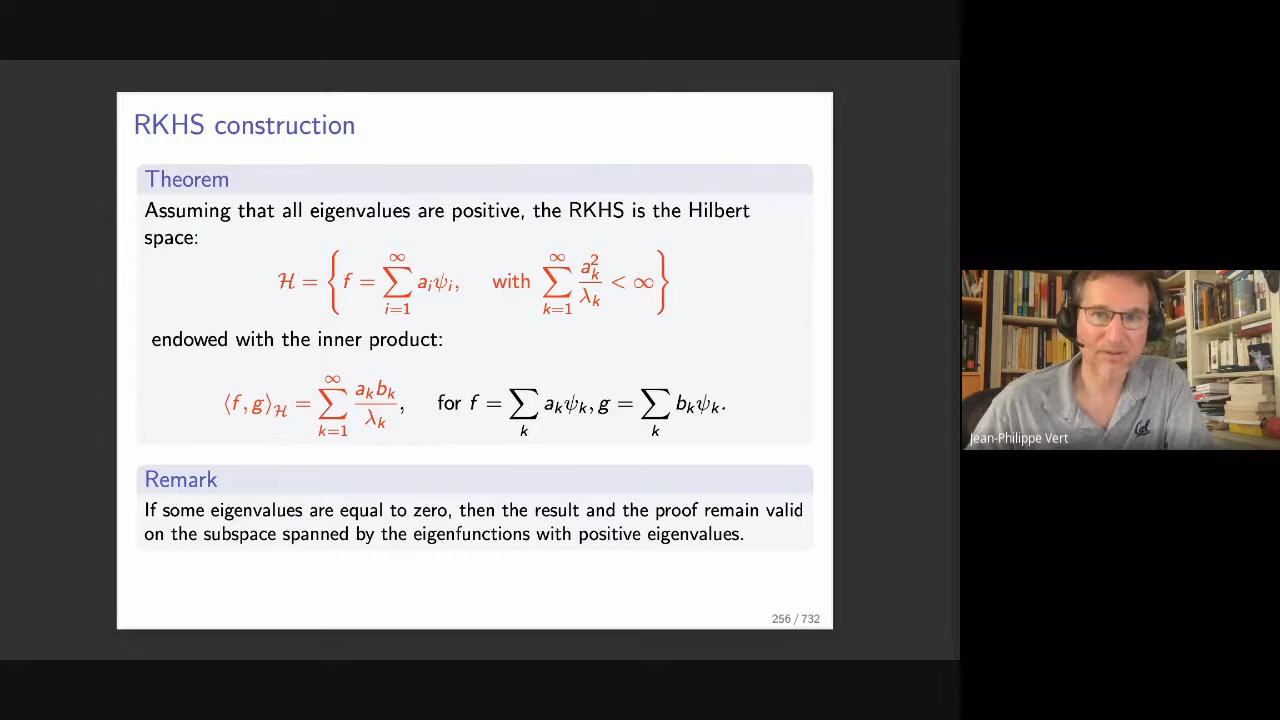 RKHS construction
Theorem
Assuming that all eigenvalues are positive, the RKHS is the Hilbert
space:
ℋ = { f = ∑_{i=1}^{∞} a_i ψ_i, with ∑_{k=1}^{∞} a_k^2 / λ_k < ∞ }
endowed with the inner product:
⟨f, g⟩_ℋ = ∑_{k=1}^{∞} a_k b_k / λ_k, for f = ∑_k a_k ψ_k, g = ∑_k b_k ψ_k.
Remark
If some eigenvalues are equal to zero, then the result and the proof remain valid
on the subspace spanned by the eigenfunctions with positive eigenvalues.
256 / 732
Cal
Jean-Philippe Vert